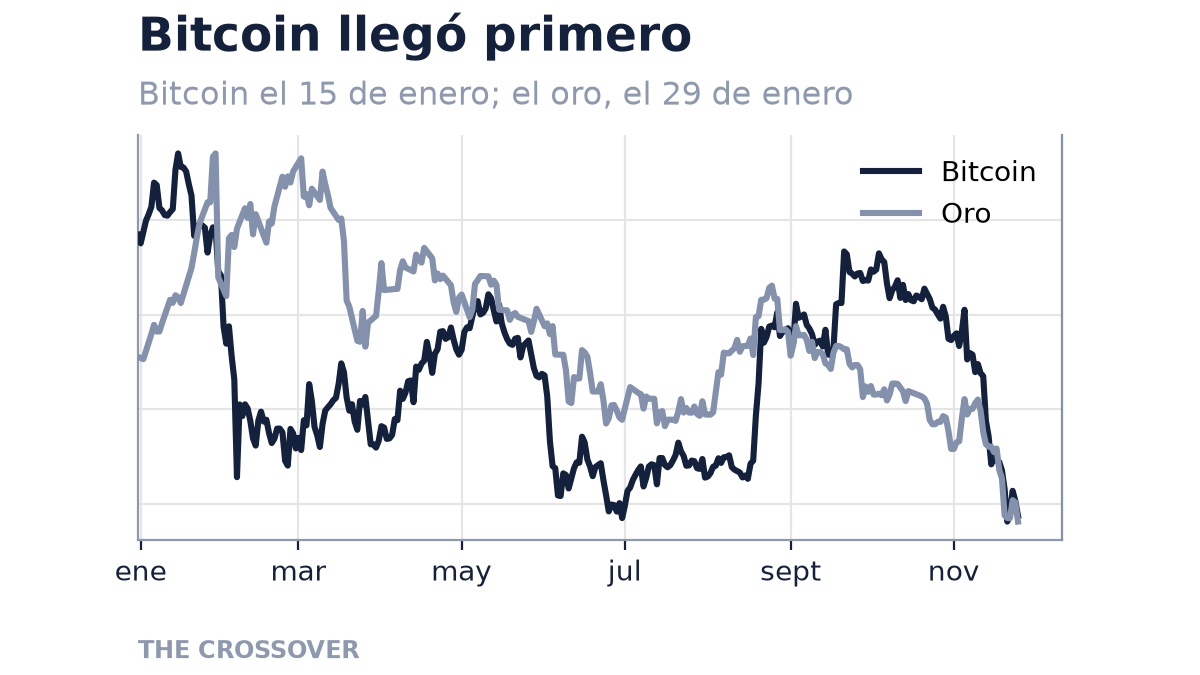 Bitcoin llegó primero
Bitcoin el 15 de enero; el oro, el 29 de enero
Bitcoin
Oro
ene mar may jul sept nov
THE CROSSOVER